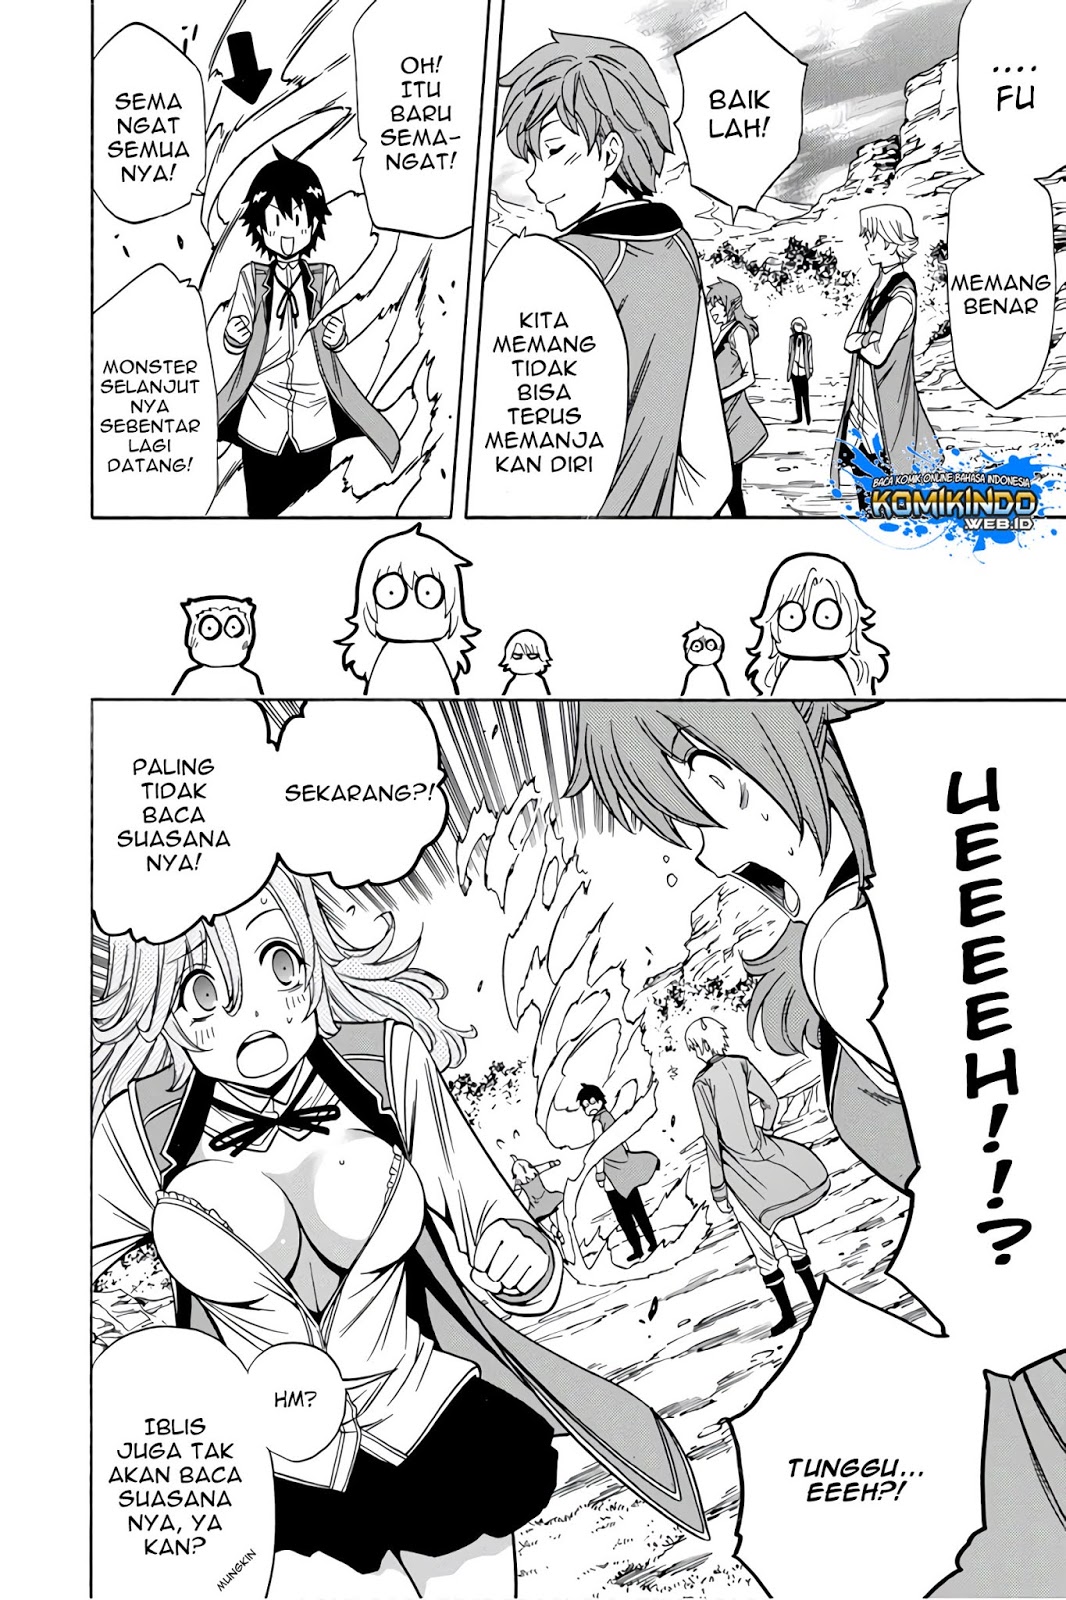 ....
FU
MEMANG
BENAR
BAIK
LAH!
KITA
MEMANG
TIDAK
BISA
TERUS
MEMANJA
KAN DIRI
OH!
ITU
BARU
SEMA-
NGAT!
SEMA
NGAT
SEMUA
NYA!
MONSTER
SELANJUT
NYA
SEBENTAR
LAGI
DATANG!
BACA KOMIK ONLINE BAHASA INDONESIA
KOMIKINDO
WEB.ID
UEEEEEH!!?
SEKARANG?!
PALING
TIDAK
BACA
SUASANA
NYA!
TUNGGU...
EEEH?!
HM?
IBLIS
JUGA TAK
AKAN BACA
SUASANA
NYA, YA
KAN?
MUNGKIN